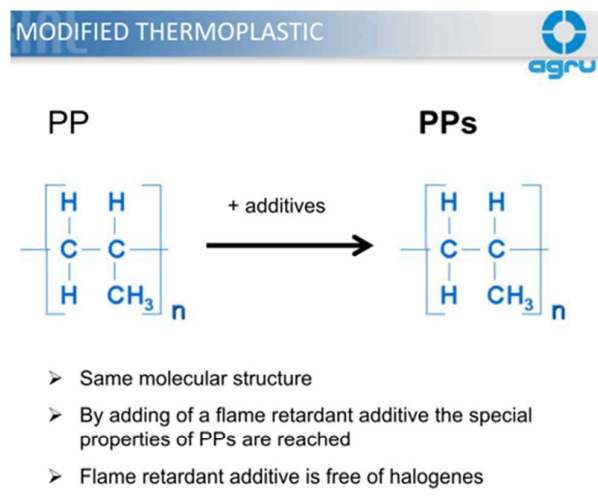 MODIFIED THERMOPLASTIC
agru
PP
PPs
H H
C C
H CH₃
n
+ additives
H H
C C
H CH₃
n
➢ Same molecular structure
➢ By adding of a flame retardant additive the special
properties of PPs are reached
➢ Flame retardant additive is free of halogenes